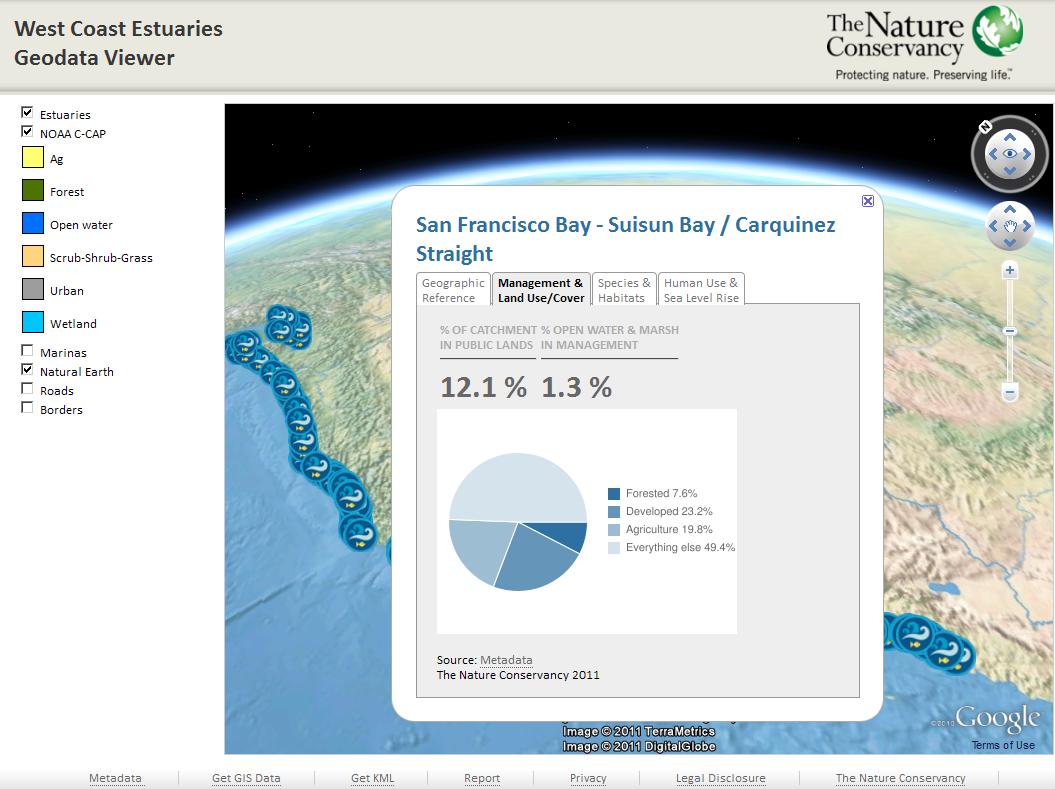 West Coast Estuaries
Geodata Viewer
The Nature
Conservancy
Protecting nature. Preserving life.™
Estuaries
NOAA C-CAP
Ag
Forest
Open water
Scrub-Shrub-Grass
Urban
Wetland
Marinas
Natural Earth
Roads
Borders
San Francisco Bay - Suisun Bay / Carquinez
Straight
Geographic
Reference
Management &
Land Use/Cover
Species &
Habitats
Human Use &
Sea Level Rise
% OF CATCHMENT
IN PUBLIC LANDS
% OPEN WATER & MARSH
IN MANAGEMENT
12.1 %
1.3 %
Forested 7.6%
Developed 23.2%
Agriculture 19.8%
Everything else 49.4%
Source: Metadata
The Nature Conservancy 2011
Image © 2011 TerraMetrics
Image © 2011 DigitalGlobe
©2010 Google
Terms of Use
Metadata
Get GIS Data
Get KML
Report
Privacy
Legal Disclosure
The Nature Conservancy